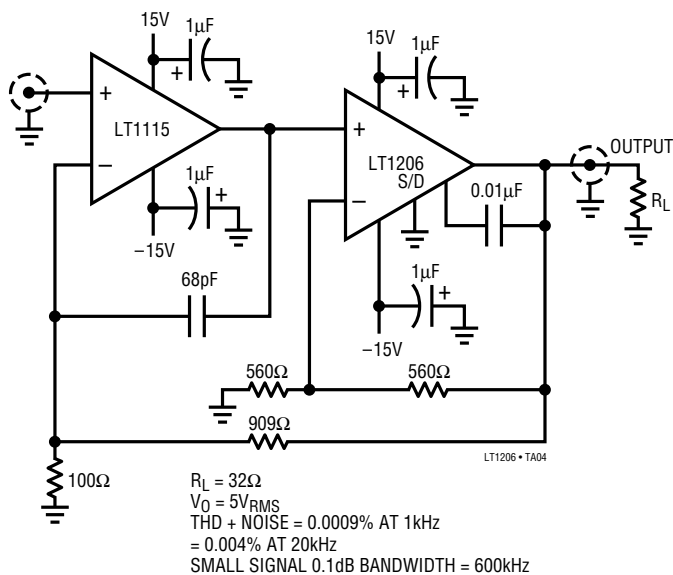 15V
1µF
+
+
LT1115
–
1µF
+
–15V
68pF
15V
1µF
+
+
LT1206
S/D
–
0.01µF
OUTPUT
R_L
1µF
+
–15V
560Ω
560Ω
909Ω
100Ω
LT1206 • TA04
R_L = 32Ω
V_O = 5V_RMS
THD + NOISE = 0.0009% AT 1kHz
= 0.004% AT 20kHz
SMALL SIGNAL 0.1dB BANDWIDTH = 600kHz